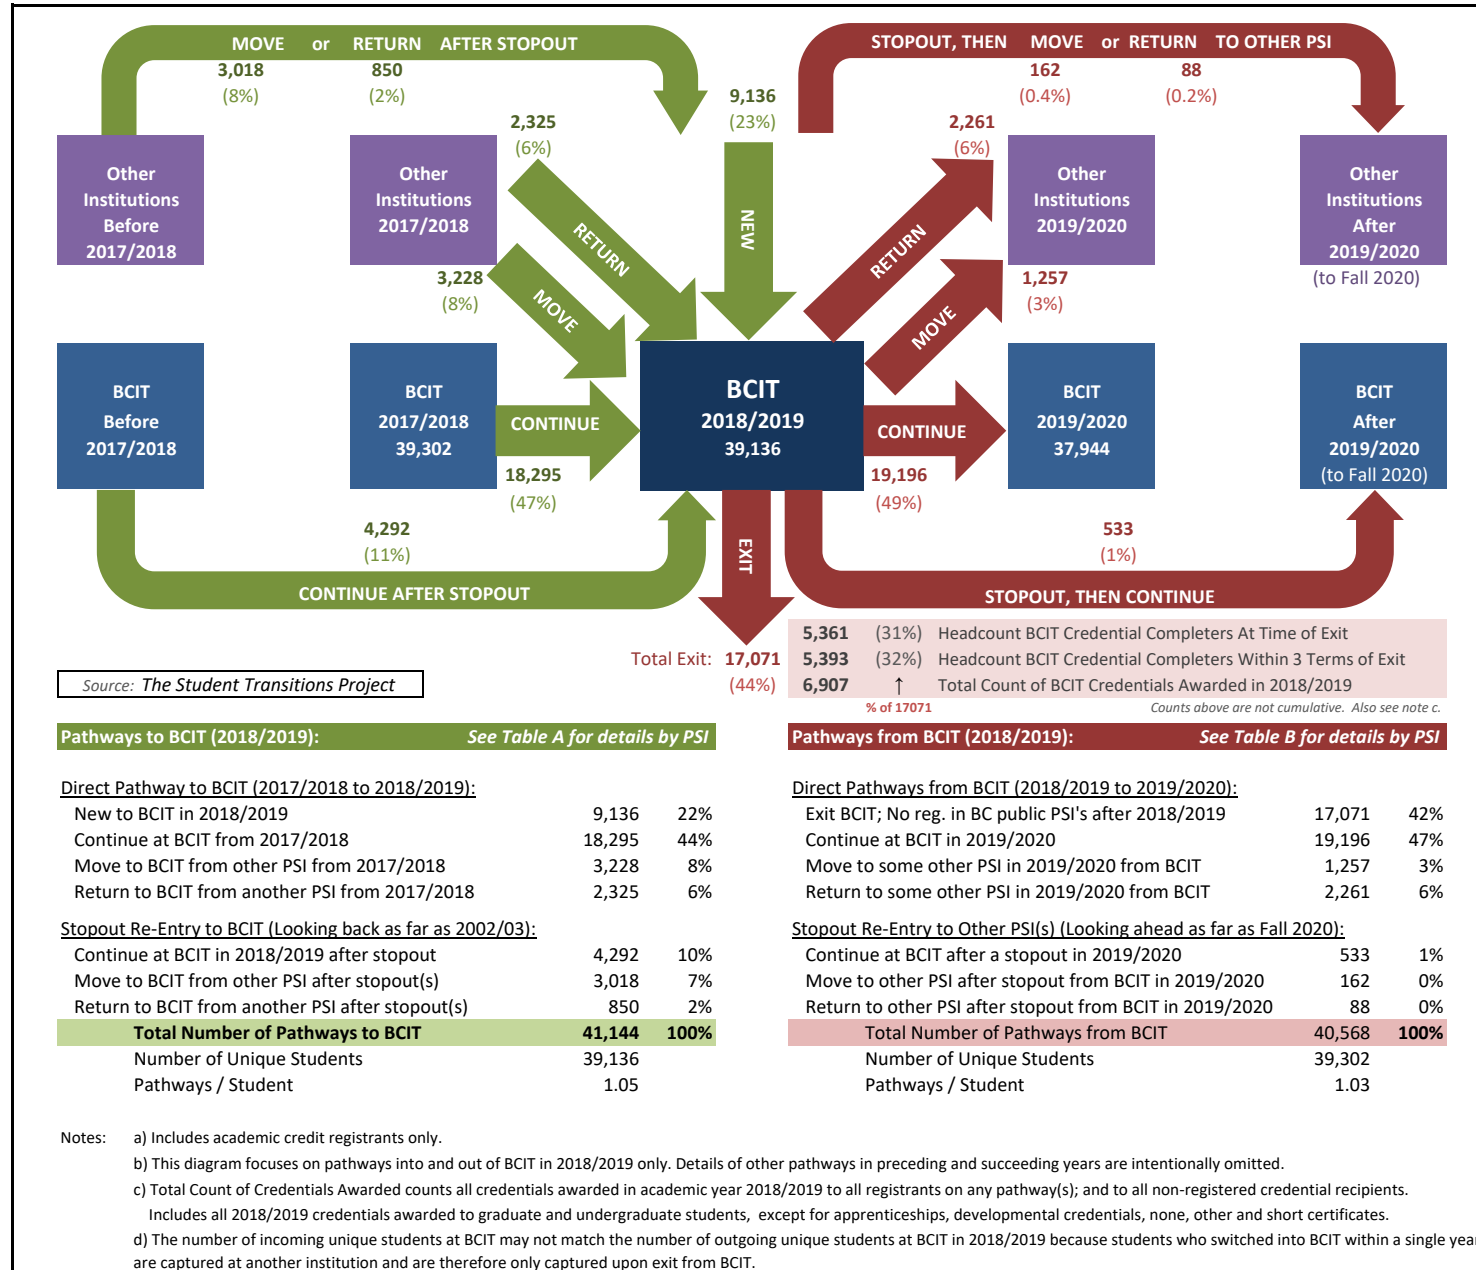 MOVE or RETURN AFTER STOPOUT
3,018 850
(8%) (2%)
STOPOUT, THEN MOVE or RETURN TO OTHER PSI
162 88
(0.4%) (0.2%)
9,136
(23%)
2,325
(6%)
2,261
(6%)
Other
Institutions
Before
2017/2018
Other
Institutions
2017/2018
RETURN
NEW
RETURN
Other
Institutions
2019/2020
Other
Institutions
After
2019/2020
(to Fall 2020)
3,228
(8%)
MOVE
MOVE
1,257
(3%)
BCIT
Before
2017/2018
BCIT
2017/2018
39,302
CONTINUE
18,295
(47%)
BCIT
2018/2019
39,136
CONTINUE
19,196
(49%)
BCIT
2019/2020
37,944
BCIT
After
2019/2020
(to Fall 2020)
4,292
(11%)
CONTINUE AFTER STOPOUT
EXIT
533
(1%)
STOPOUT, THEN CONTINUE
Total Exit: 17,071
(44%)
5,361 (31%) Headcount BCIT Credential Completers At Time of Exit
5,393 (32%) Headcount BCIT Credential Completers Within 3 Terms of Exit
6,907 ↑ Total Count of BCIT Credentials Awarded in 2018/2019
% of 17071 Counts above are not cumulative. Also see note c.
Source: The Student Transitions Project
Pathways to BCIT (2018/2019): See Table A for details by PSI
Direct Pathway to BCIT (2017/2018 to 2018/2019):
New to BCIT in 2018/2019 9,136 22%
Continue at BCIT from 2017/2018 18,295 44%
Move to BCIT from other PSI from 2017/2018 3,228 8%
Return to BCIT from another PSI from 2017/2018 2,325 6%
Stopout Re-Entry to BCIT (Looking back as far as 2002/03):
Continue at BCIT in 2018/2019 after stopout 4,292 10%
Move to BCIT from other PSI after stopout(s) 3,018 7%
Return to BCIT from another PSI after stopout(s) 850 2%
Total Number of Pathways to BCIT 41,144 100%
Number of Unique Students 39,136
Pathways / Student 1.05
Pathways from BCIT (2018/2019): See Table B for details by PSI
Direct Pathways from BCIT (2018/2019 to 2019/2020):
Exit BCIT; No reg. in BC public PSI's after 2018/2019 17,071 42%
Continue at BCIT in 2019/2020 19,196 47%
Move to some other PSI in 2019/2020 from BCIT 1,257 3%
Return to some other PSI in 2019/2020 from BCIT 2,261 6%
Stopout Re-Entry to Other PSI(s) (Looking ahead as far as Fall 2020):
Continue at BCIT after a stopout in 2019/2020 533 1%
Move to other PSI after stopout from BCIT in 2019/2020 162 0%
Return to other PSI after stopout from BCIT in 2019/2020 88 0%
Total Number of Pathways from BCIT 40,568 100%
Number of Unique Students 39,302
Pathways / Student 1.03
Notes: a) Includes academic credit registrants only.
b) This diagram focuses on pathways into and out of BCIT in 2018/2019 only. Details of other pathways in preceding and succeeding years are intentionally omitted.
c) Total Count of Credentials Awarded counts all credentials awarded in academic year 2018/2019 to all registrants on any pathway(s); and to all non-registered credential recipients.
Includes all 2018/2019 credentials awarded to graduate and undergraduate students, except for apprenticeships, developmental credentials, none, other and short certificates.
d) The number of incoming unique students at BCIT may not match the number of outgoing unique students at BCIT in 2018/2019 because students who switched into BCIT within a single year
are captured at another institution and are therefore only captured upon exit from BCIT.